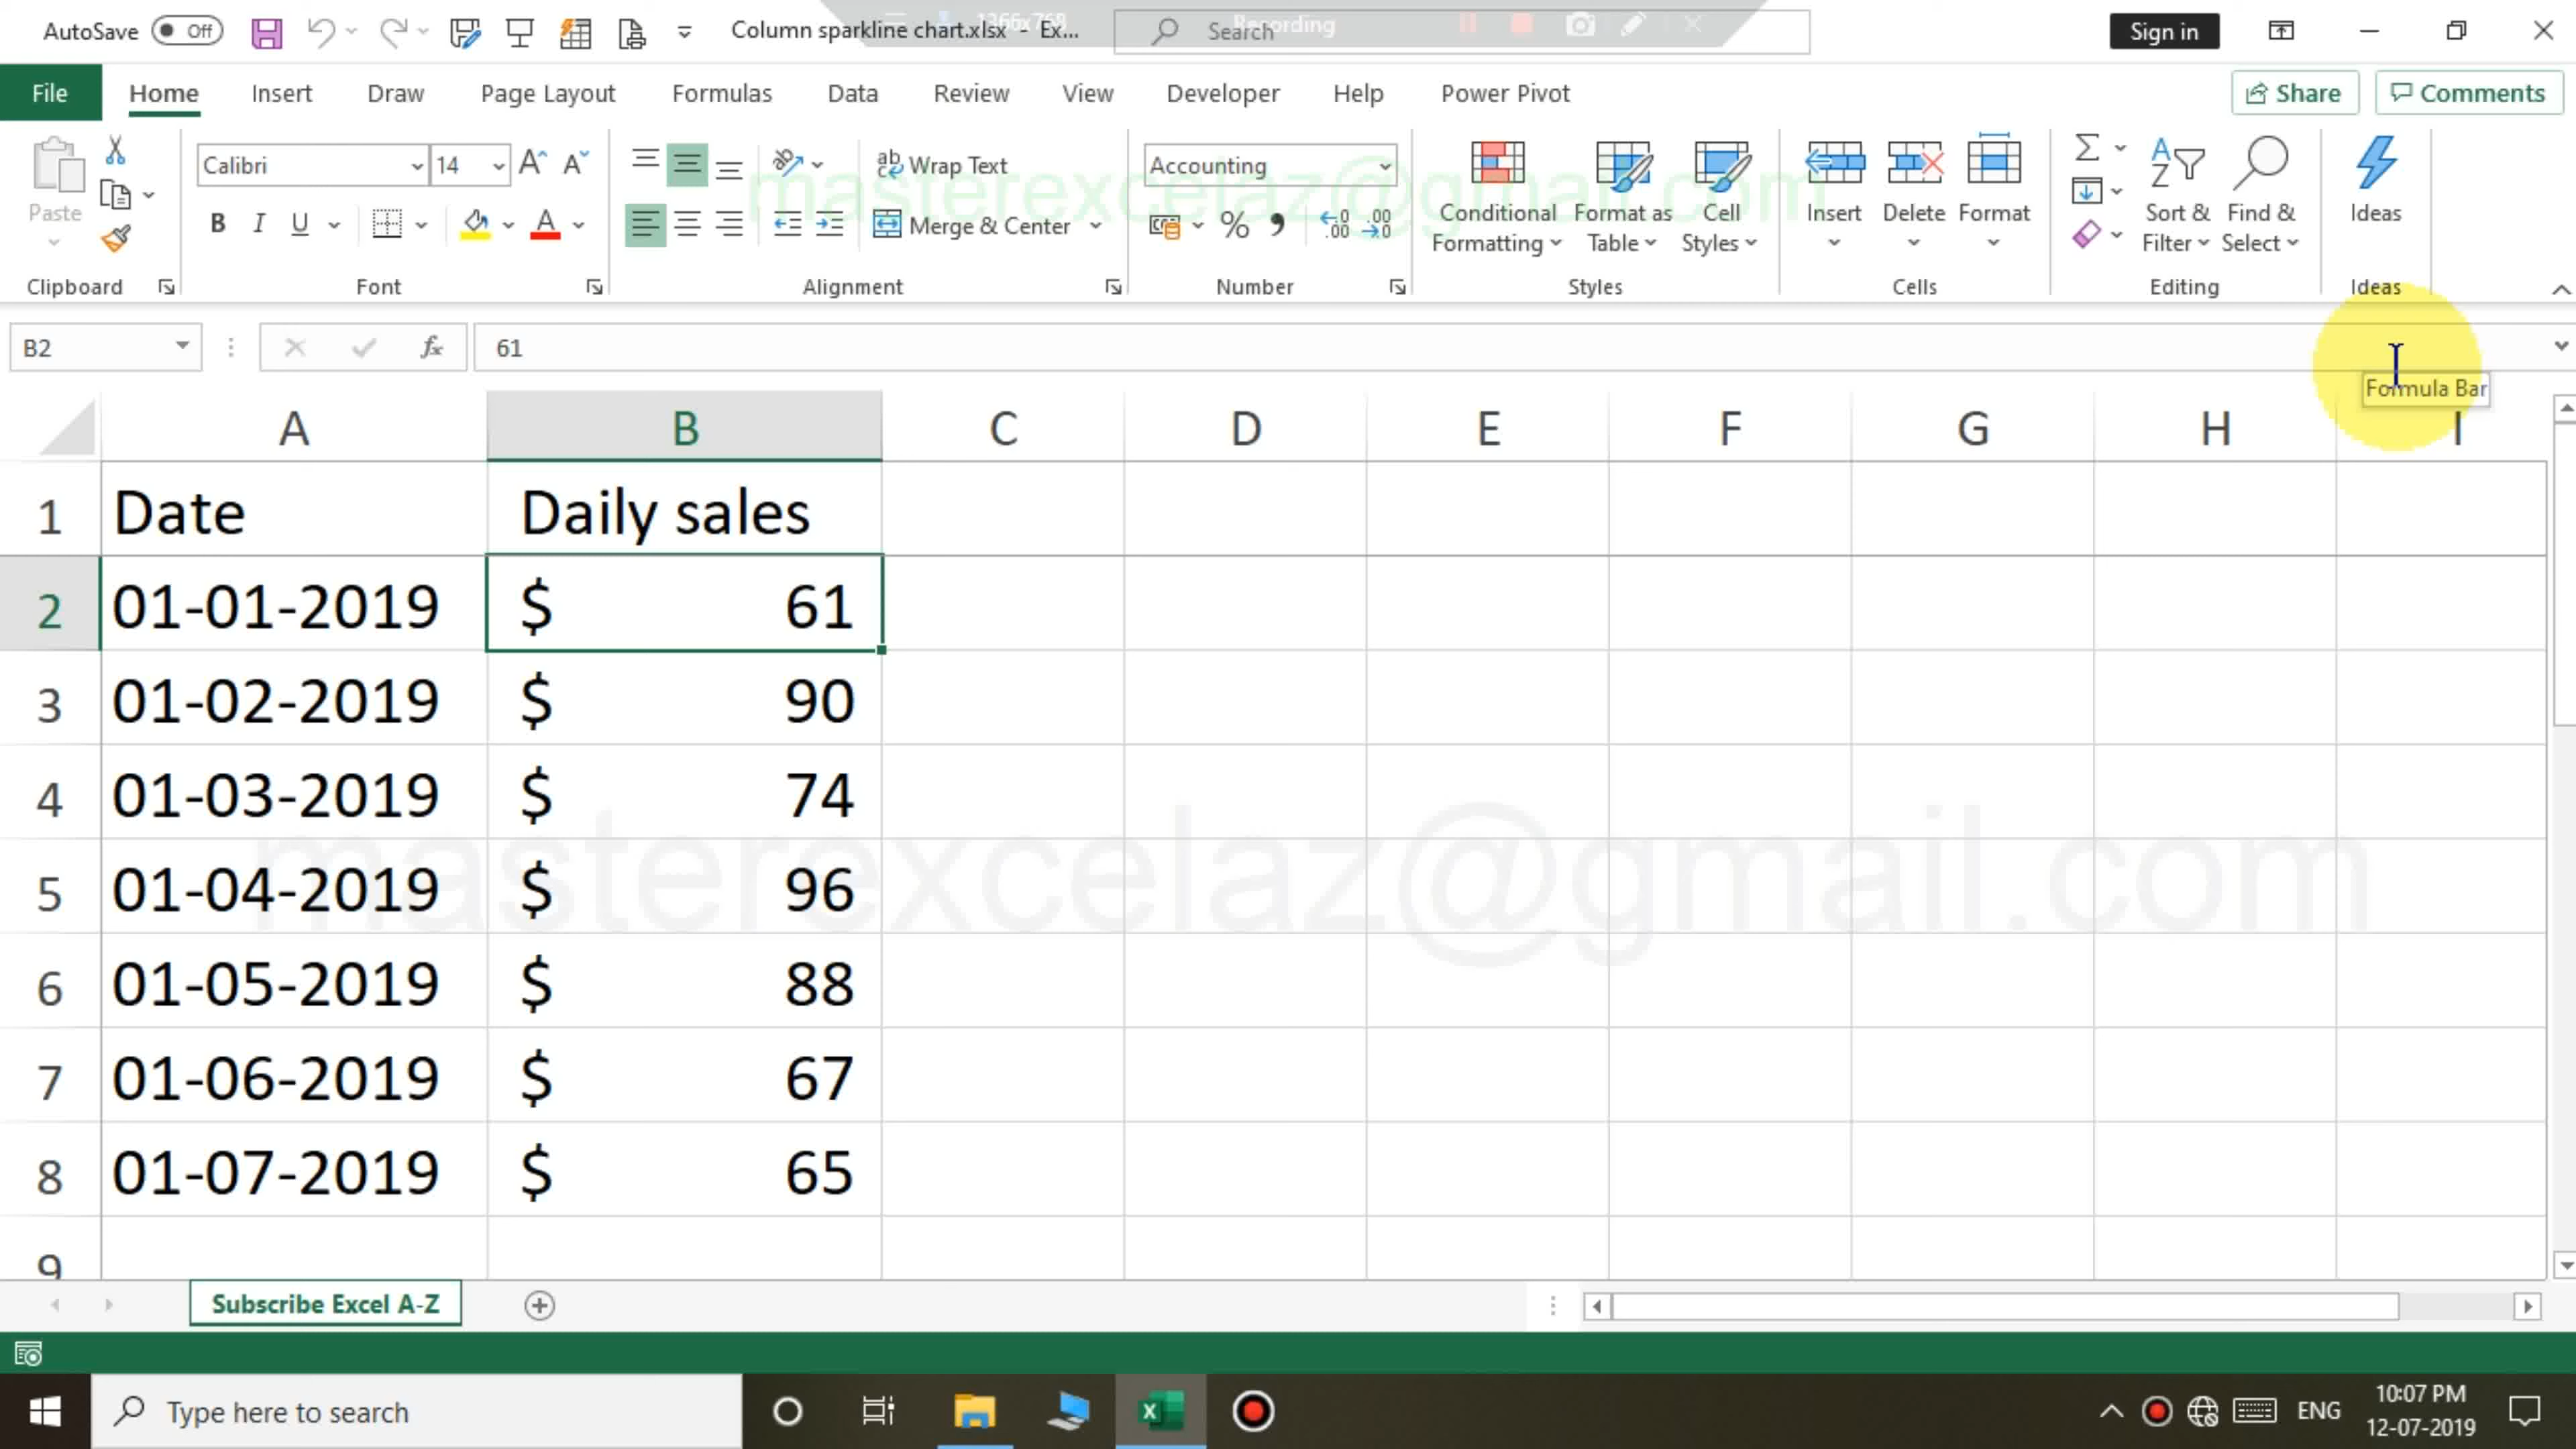 AutoSave Off Column sparkline chart.xlsx - Ex... 1366x768 Search Recording Sign in
File Home Insert Draw Page Layout Formulas Data Review View Developer Help Power Pivot Share Comments
Calibri 14 Wrap Text Accounting
masterexcelaz@gmail.com
Paste B I U Merge & Center % Conditional Formatting Format as Table Cell Styles Insert Delete Format Sort & Filter Find & Select Ideas
Clipboard Font Alignment Number Styles Cells Editing Ideas
B2 fx 61
Formula Bar
A B C D E F G H I
1 Date Daily sales
2 01-01-2019 $ 61
3 01-02-2019 $ 90
4 01-03-2019 $ 74
5 01-04-2019 $ 96
masterexcelaz@gmail.com
6 01-05-2019 $ 88
7 01-06-2019 $ 67
8 01-07-2019 $ 65
9
Subscribe Excel A-Z
Type here to search ENG 10:07 PM
12-07-2019